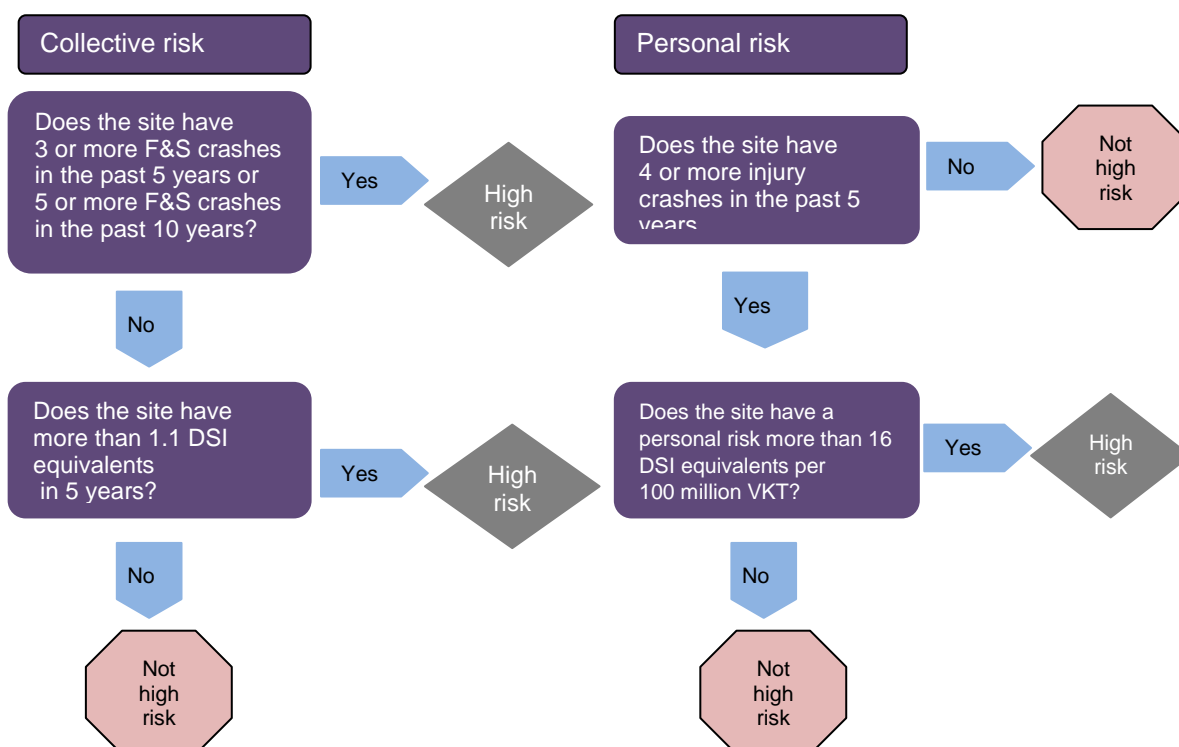 Collective risk
Does the site have
3 or more F&S crashes
in the past 5 years or
5 or more F&S crashes
in the past 10 years?
Yes
High
risk
No
Does the site have
more than 1.1 DSI
equivalents
in 5 years?
Yes
High
risk
No
Not
high
risk
Personal risk
Does the site have
4 or more injury
crashes in the past 5
years
No
Not
high
risk
Yes
Does the site have a
personal risk more than 16
DSI equivalents per
100 million VKT?
Yes
High
risk
No
Not
high
risk